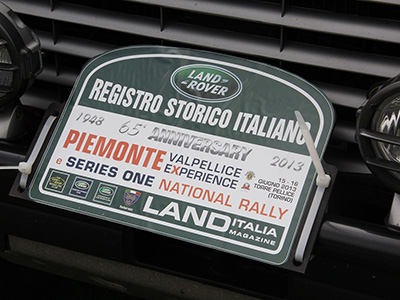 LAND-
ROVER
REGISTRO STORICO ITALIANO
1948 65° ANNIVERSARY 2013
PIEMONTE VALPELLICE EXPERIENCE
15 - 16
GIUGNO 2013
TORRE PELLICE
(TORINO)
e SERIES ONE NATIONAL RALLY
LAND ITALIA
MAGAZINE